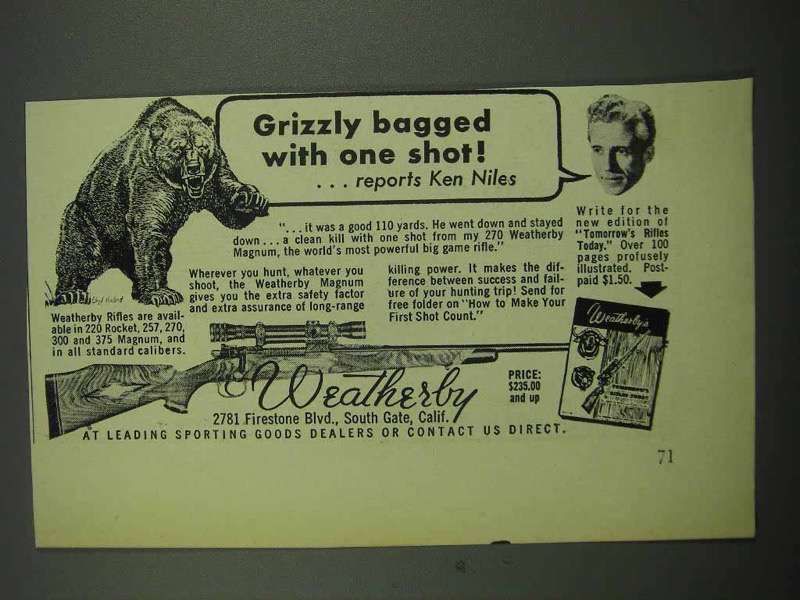 Grizzly bagged
with one shot!
. . . reports Ken Niles
". . . it was a good 110 yards. He went down and stayed
down . . . a clean kill with one shot from my 270 Weatherby
Magnum, the world's most powerful big game rifle."
Write for the
new edition of
"Tomorrow's Rifles
Today." Over 100
pages profusely
illustrated. Post-
paid $1.50.
Weatherby Rifles are avail-
able in 220 Rocket, 257, 270,
300 and 375 Magnum, and
in all standard calibers.
Wherever you hunt, whatever you
shoot, the Weatherby Magnum
gives you the extra safety factor
and extra assurance of long-range
killing power. It makes the dif-
ference between success and fail-
ure of your hunting trip! Send for
free folder on "How to Make Your
First Shot Count."
Weatherby's
Weatherby
PRICE:
$235.00
and up
2781 Firestone Blvd., South Gate, Calif.
AT LEADING SPORTING GOODS DEALERS OR CONTACT US DIRECT.
71